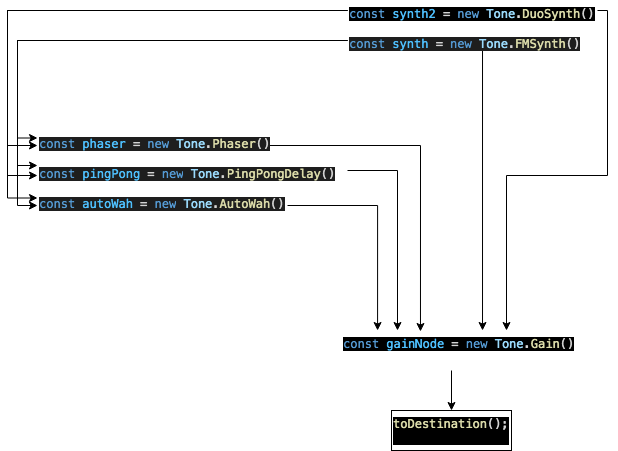 const synth2 = new Tone.DuoSynth()
const synth = new Tone.FMSynth()
const phaser = new Tone.Phaser()
const pingPong = new Tone.PingPongDelay()
const autoWah = new Tone.AutoWah()
const gainNode = new Tone.Gain()
toDestination();